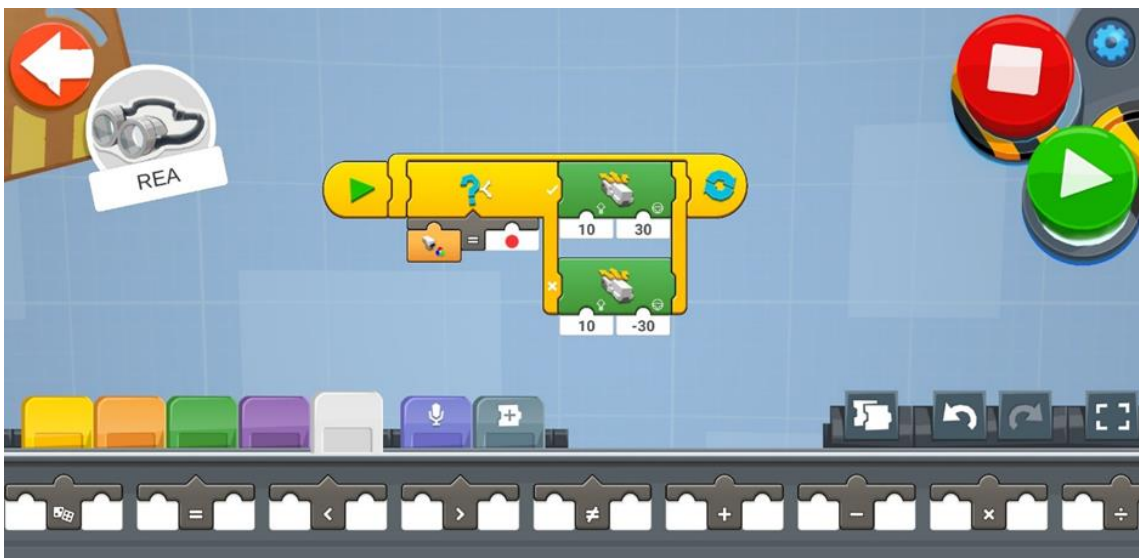 REA
=
10 30
10 -30
= < > ≠ + − × ÷